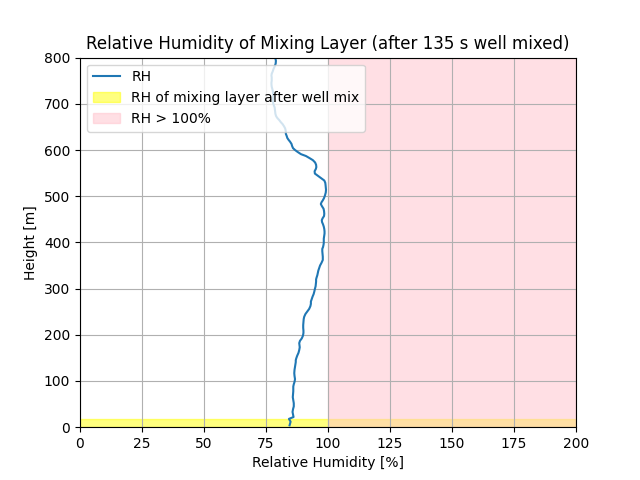 Relative Humidity of Mixing Layer (after 135 s well mixed)
800
700
600
500
400
300
200
100
0
Height [m]
RH
RH of mixing layer after well mix
RH > 100%
0 25 50 75 100 125 150 175 200
Relative Humidity [%]